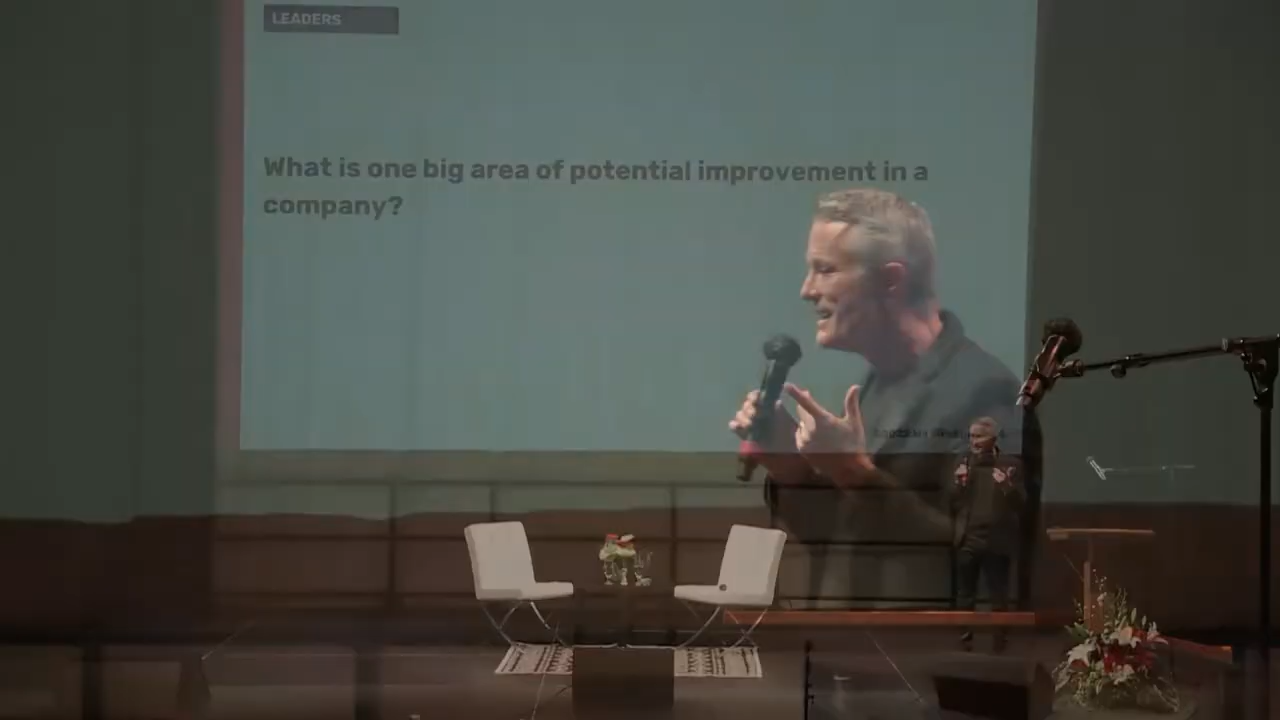 LEADERS
What is one big area of potential improvement in a
company?